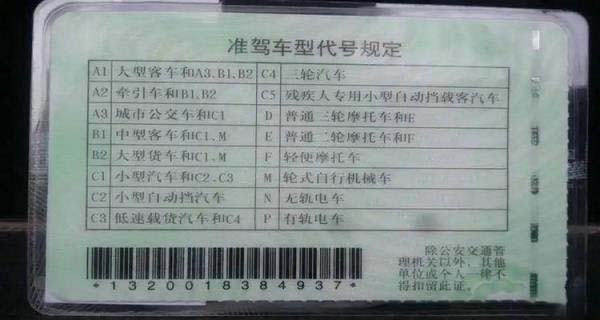 准驾车型代号规定
A1 大型客车和A3、B1、B2 C4 三轮汽车
A2 牵引车和B1、B2 C5 残疾人专用小型自动挡载客汽车
A3 城市公交车和C1 D 普通三轮摩托车和E
B1 中型客车和C1、M E 普通二轮摩托车和F
B2 大型货车和C1、M F 轻便摩托车
C1 小型汽车和C2、C3 M 轮式自行机械车
C2 小型自动挡汽车 N 无轨电车
C3 低速载货汽车和C4 P 有轨电车
除公安交通管
理机关以外，其他
单位或个人一律不
得扣留此证。
*1320018384937*